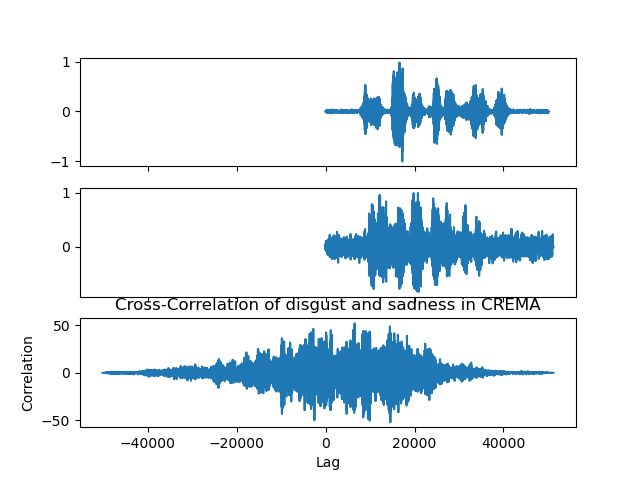 1
0
−1
1
0
Cross-Correlation of disgust and sadness in CREMA
50
0
−50
Correlation
−40000 −20000 0 20000 40000
Lag